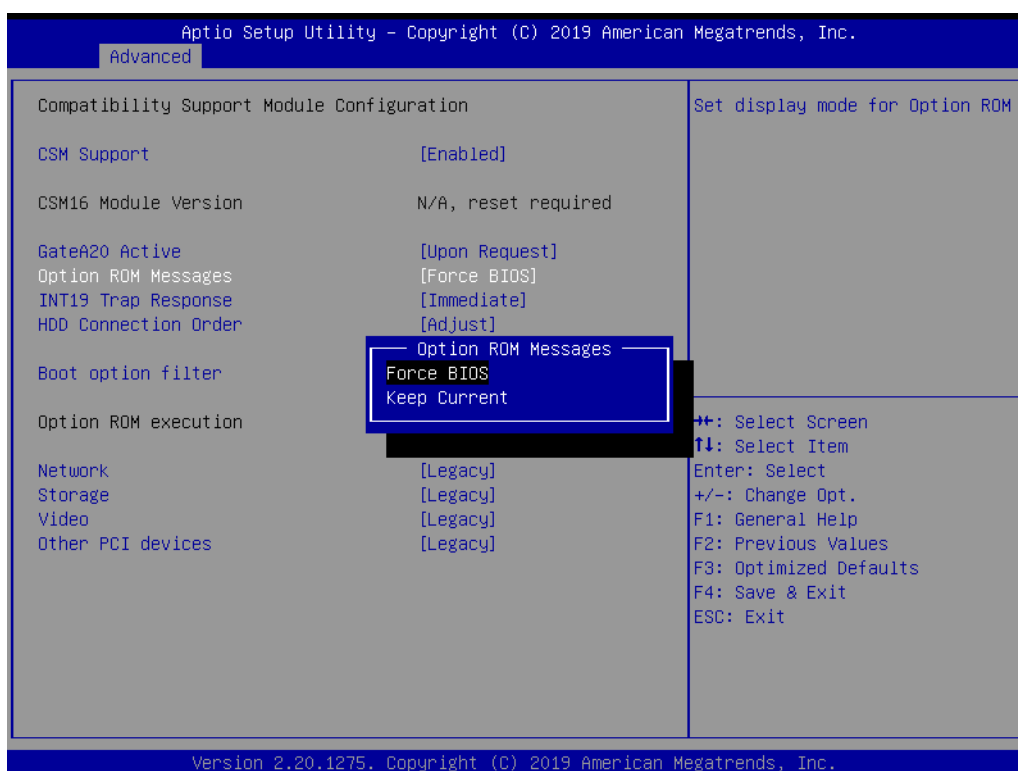 Aptio Setup Utility – Copyright (C) 2019 American Megatrends, Inc.
Advanced
Compatibility Support Module Configuration
CSM Support [Enabled]
CSM16 Module Version N/A, reset required
GateA20 Active [Upon Request]
Option ROM Messages [Force BIOS]
INT19 Trap Response [Immediate]
HDD Connection Order [Adjust]
Boot option filter
Option ROM execution
Network [Legacy]
Storage [Legacy]
Video [Legacy]
Other PCI devices [Legacy]
Option ROM Messages
Force BIOS
Keep Current
Set display mode for Option ROM
→←: Select Screen
↑↓: Select Item
Enter: Select
+/-: Change Opt.
F1: General Help
F2: Previous Values
F3: Optimized Defaults
F4: Save & Exit
ESC: Exit
Version 2.20.1275. Copyright (C) 2019 American Megatrends, Inc.